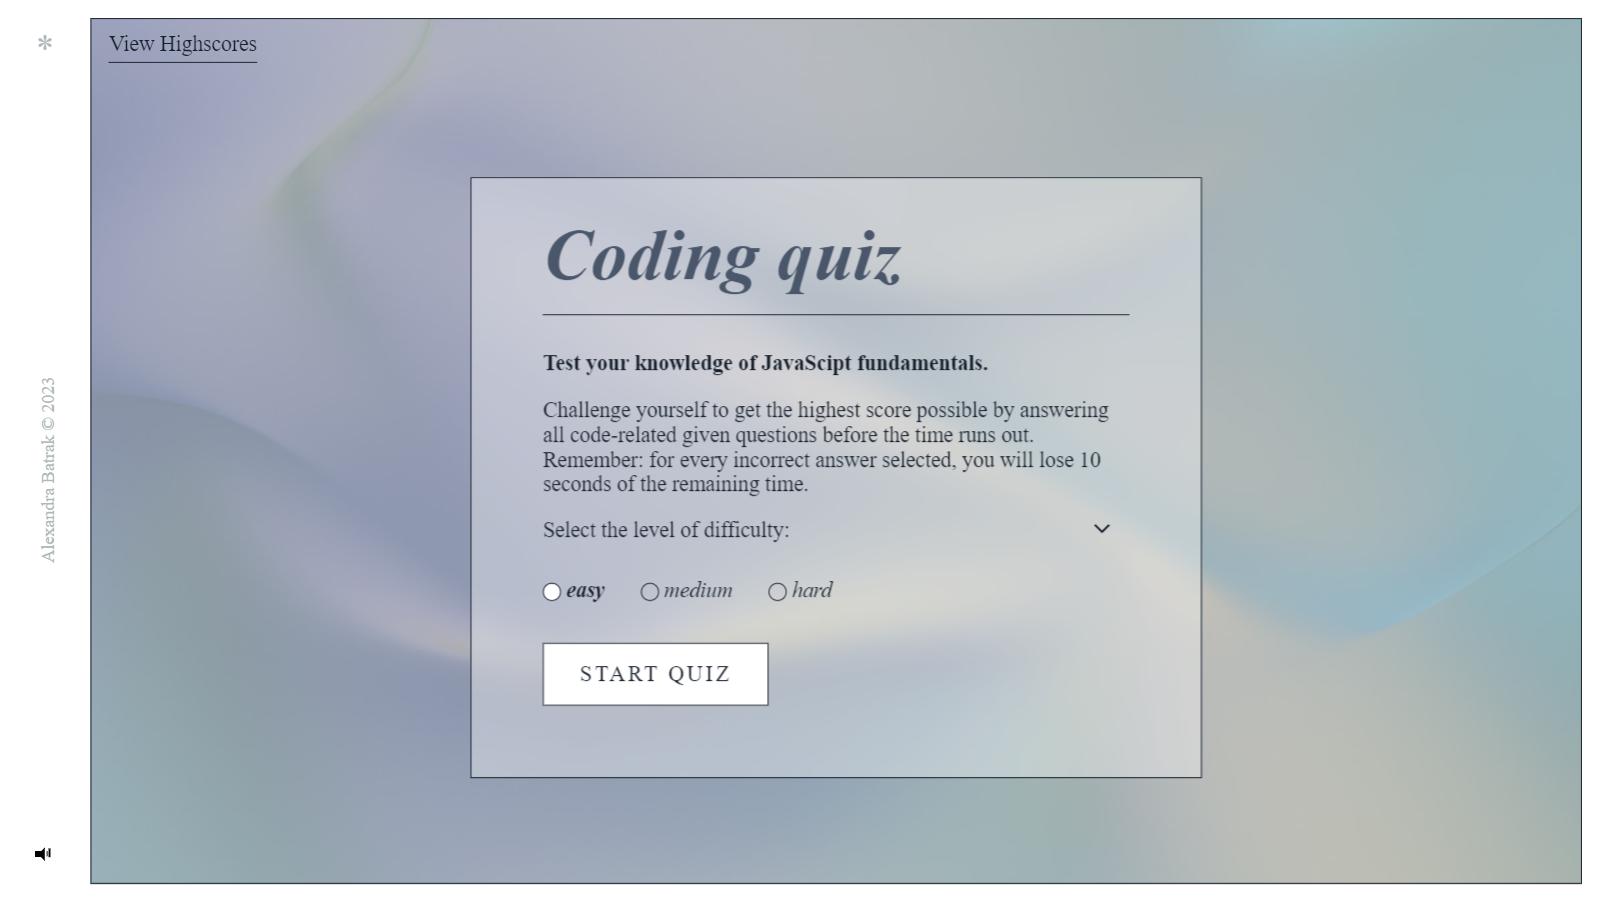 View Highscores
Coding quiz
Test your knowledge of JavaScipt fundamentals.
Challenge yourself to get the highest score possible by answering
all code-related given questions before the time runs out.
Remember: for every incorrect answer selected, you will lose 10
seconds of the remaining time.
Select the level of difficulty:
easy medium hard
START QUIZ
Alexandra Batrak © 2023